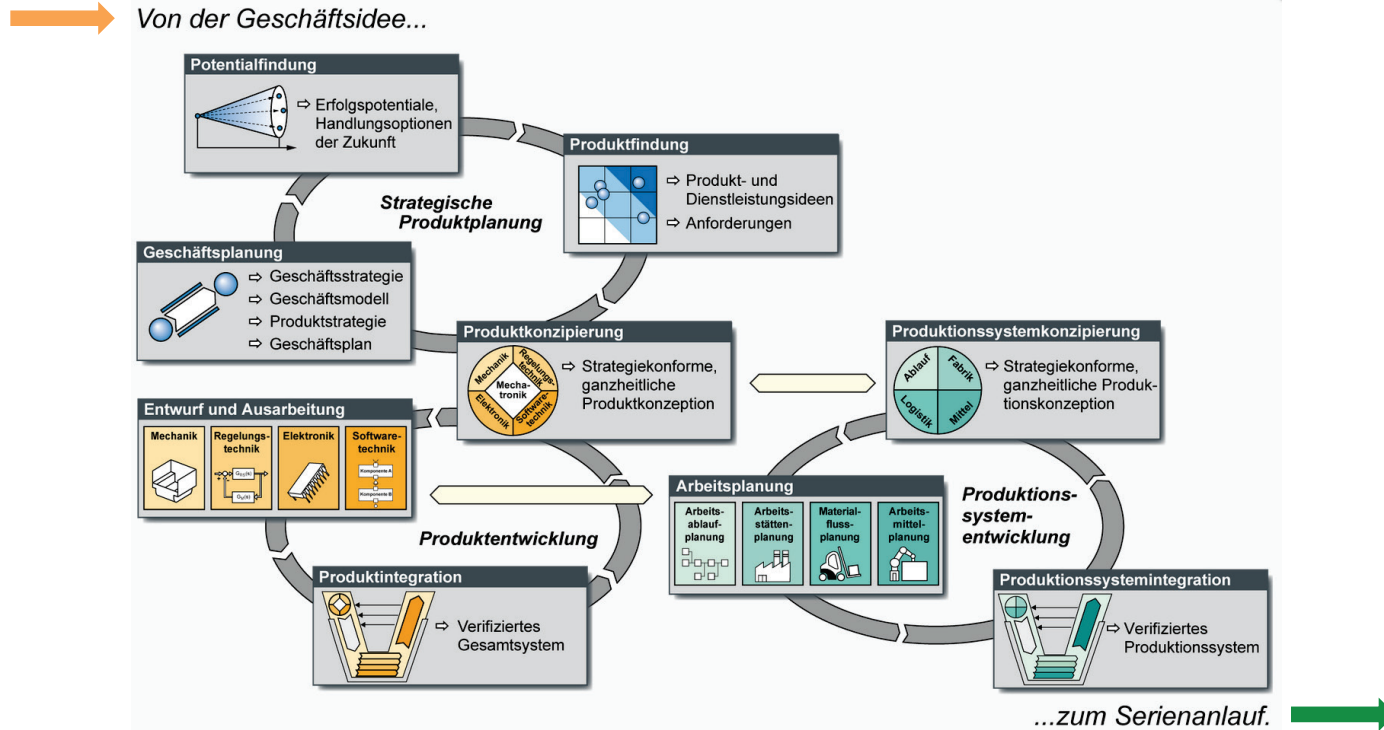 Von der Geschäftsidee...
Potentialfindung
⇨ Erfolgspotentiale,
Handlungsoptionen
der Zukunft
Produktfindung
⇨ Produkt- und
Dienstleistungsideen
⇨ Anforderungen
Strategische
Produktplanung
Geschäftsplanung
⇨ Geschäftsstrategie
⇨ Geschäftsmodell
⇨ Produktstrategie
⇨ Geschäftsplan
Produktkonzipierung
Mechanik
Regelungs-
technik
Mecha-
tronik
Elektronik
Software-
technik
⇨ Strategiekonforme,
ganzheitliche
Produktkonzeption
Produktionssystemkonzipierung
Ablauf
Fabrik
Logistik
Mittel
⇨ Strategiekonforme,
ganzheitliche Produk-
tionskonzeption
Entwurf und Ausarbeitung
Mechanik
Regelungs-
technik
Elektronik
Software-
technik
Komponente A
Komponente B
Produktentwicklung
Arbeitsplanung
Arbeits-
ablauf-
planung
Arbeits-
stätten-
planung
Material-
fluss-
planung
Arbeits-
mittel-
planung
Produktions-
system-
entwicklung
Produktintegration
⇨ Verifiziertes
Gesamtsystem
Produktionssystemintegration
⇨ Verifiziertes
Produktionssystem
...zum Serienanlauf.